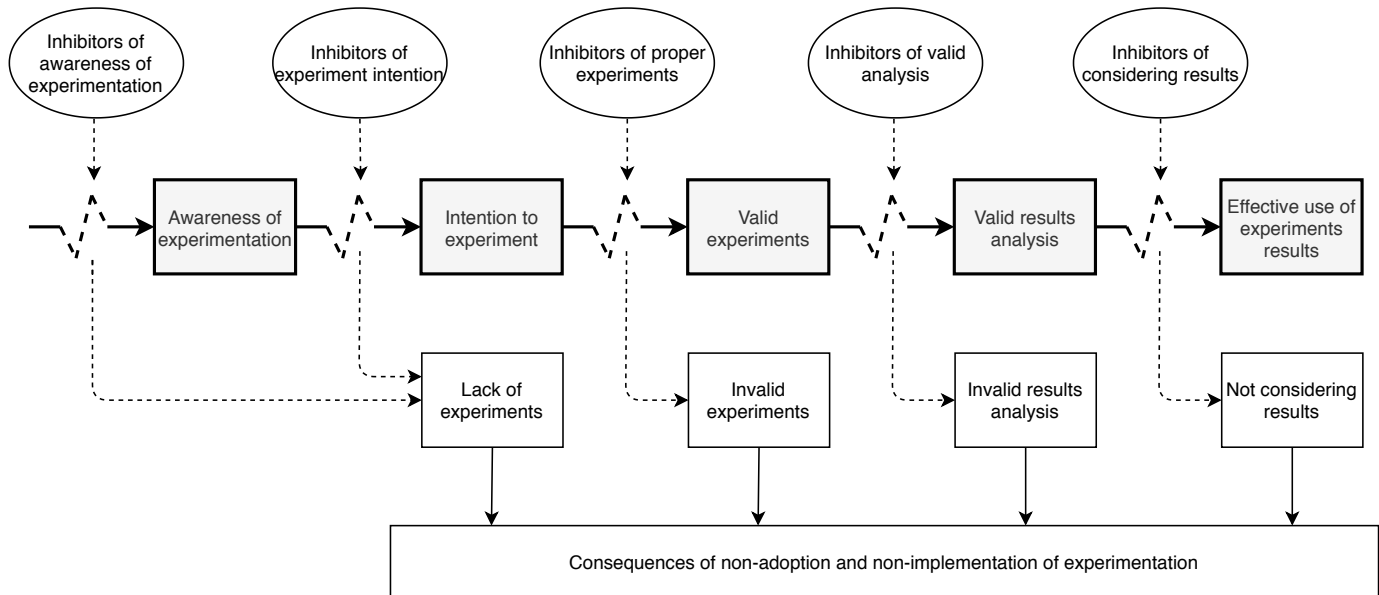 Inhibitors of
awareness of
experimentation
Inhibitors of
experiment intention
Inhibitors of proper
experiments
Inhibitors of valid
analysis
Inhibitors of
considering results
Awareness of
experimentation
Intention to
experiment
Valid
experiments
Valid results
analysis
Effective use of
experiments
results
Lack of
experiments
Invalid
experiments
Invalid results
analysis
Not considering
results
Consequences of non-adoption and non-implementation of experimentation